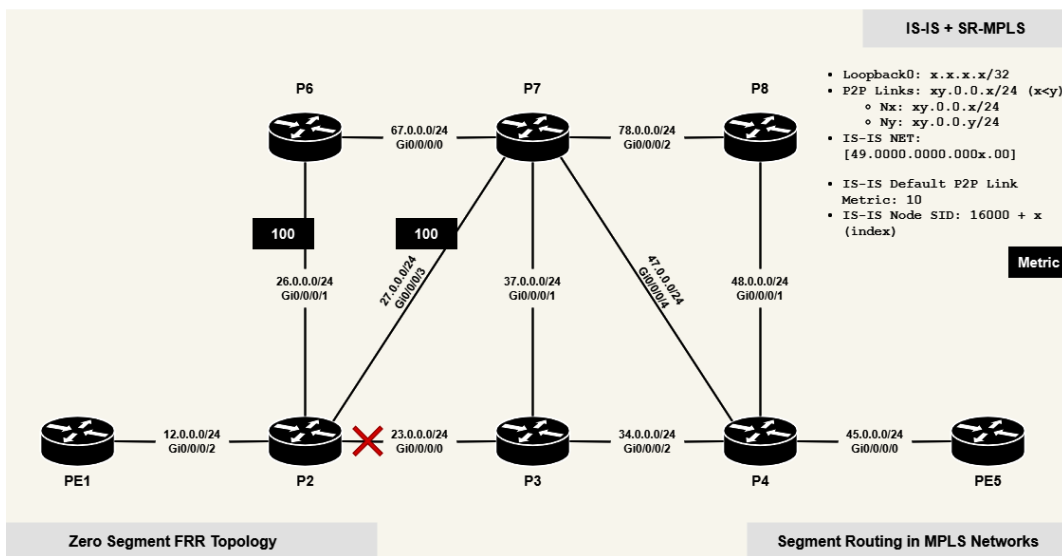 IS-IS + SR-MPLS
Loopback0: x.x.x.x/32
P2P Links: xy.0.0.x/24 (x<y)
Nx: xy.0.0.x/24
Ny: xy.0.0.y/24
IS-IS NET:
[49.0000.0000.000x.00]
IS-IS Default P2P Link
Metric: 10
IS-IS Node SID: 16000 + x
(index)
Metric
P6
P7
P8
67.0.0.0/24
Gi0/0/0/0
78.0.0.0/24
Gi0/0/0/2
100
100
26.0.0.0/24
Gi0/0/0/1
27.0.0.0/24
Gi0/0/0/3
37.0.0.0/24
Gi0/0/0/1
47.0.0.0/24
Gi0/0/0/4
48.0.0.0/24
Gi0/0/0/1
12.0.0.0/24
Gi0/0/0/2
23.0.0.0/24
Gi0/0/0/0
34.0.0.0/24
Gi0/0/0/2
45.0.0.0/24
Gi0/0/0/0
PE1
P2
P3
P4
PE5
Zero Segment FRR Topology
Segment Routing in MPLS Networks